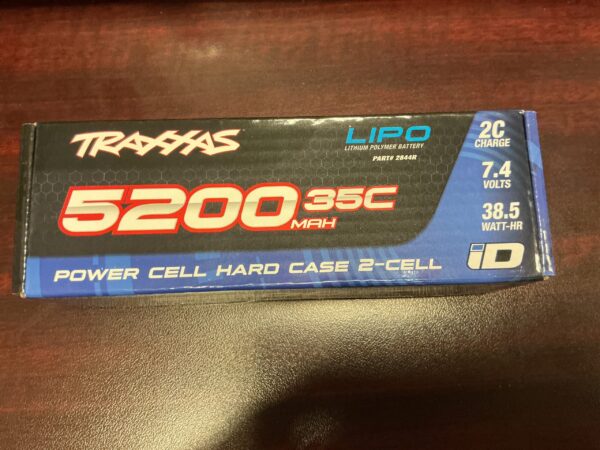 TRAXXAS
LIPO
LITHIUM POLYMER BATTERY
PART# 2844R
2C
CHARGE
7.4
VOLTS
38.5
WATT-HR
5200 35C
MAH
POWER CELL HARD CASE 2-CELL
iD